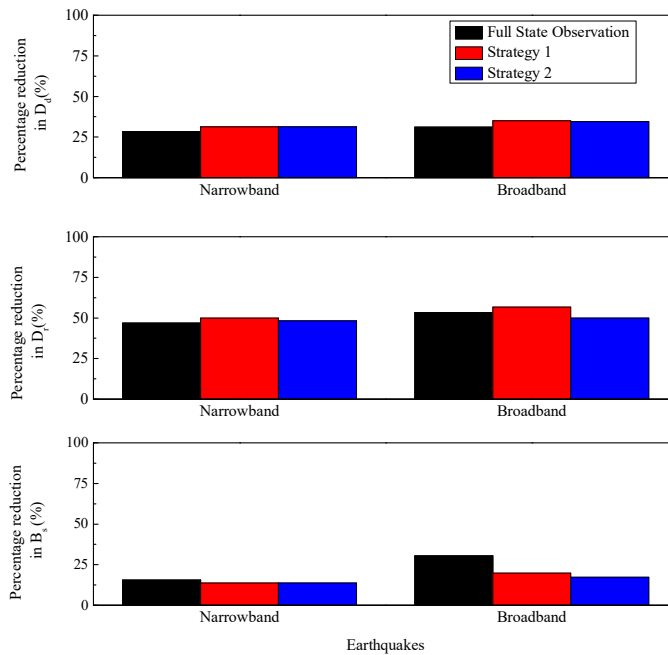 100
75
50
25
0
Percentage reduction
in D_d(%)
Full State Observation
Strategy 1
Strategy 2
Narrowband
Broadband
100
75
50
25
0
Percentage reduction
in D_r(%)
Narrowband
Broadband
100
75
50
25
0
Percentage reduction
in B_s (%)
Narrowband
Broadband
Earthquakes